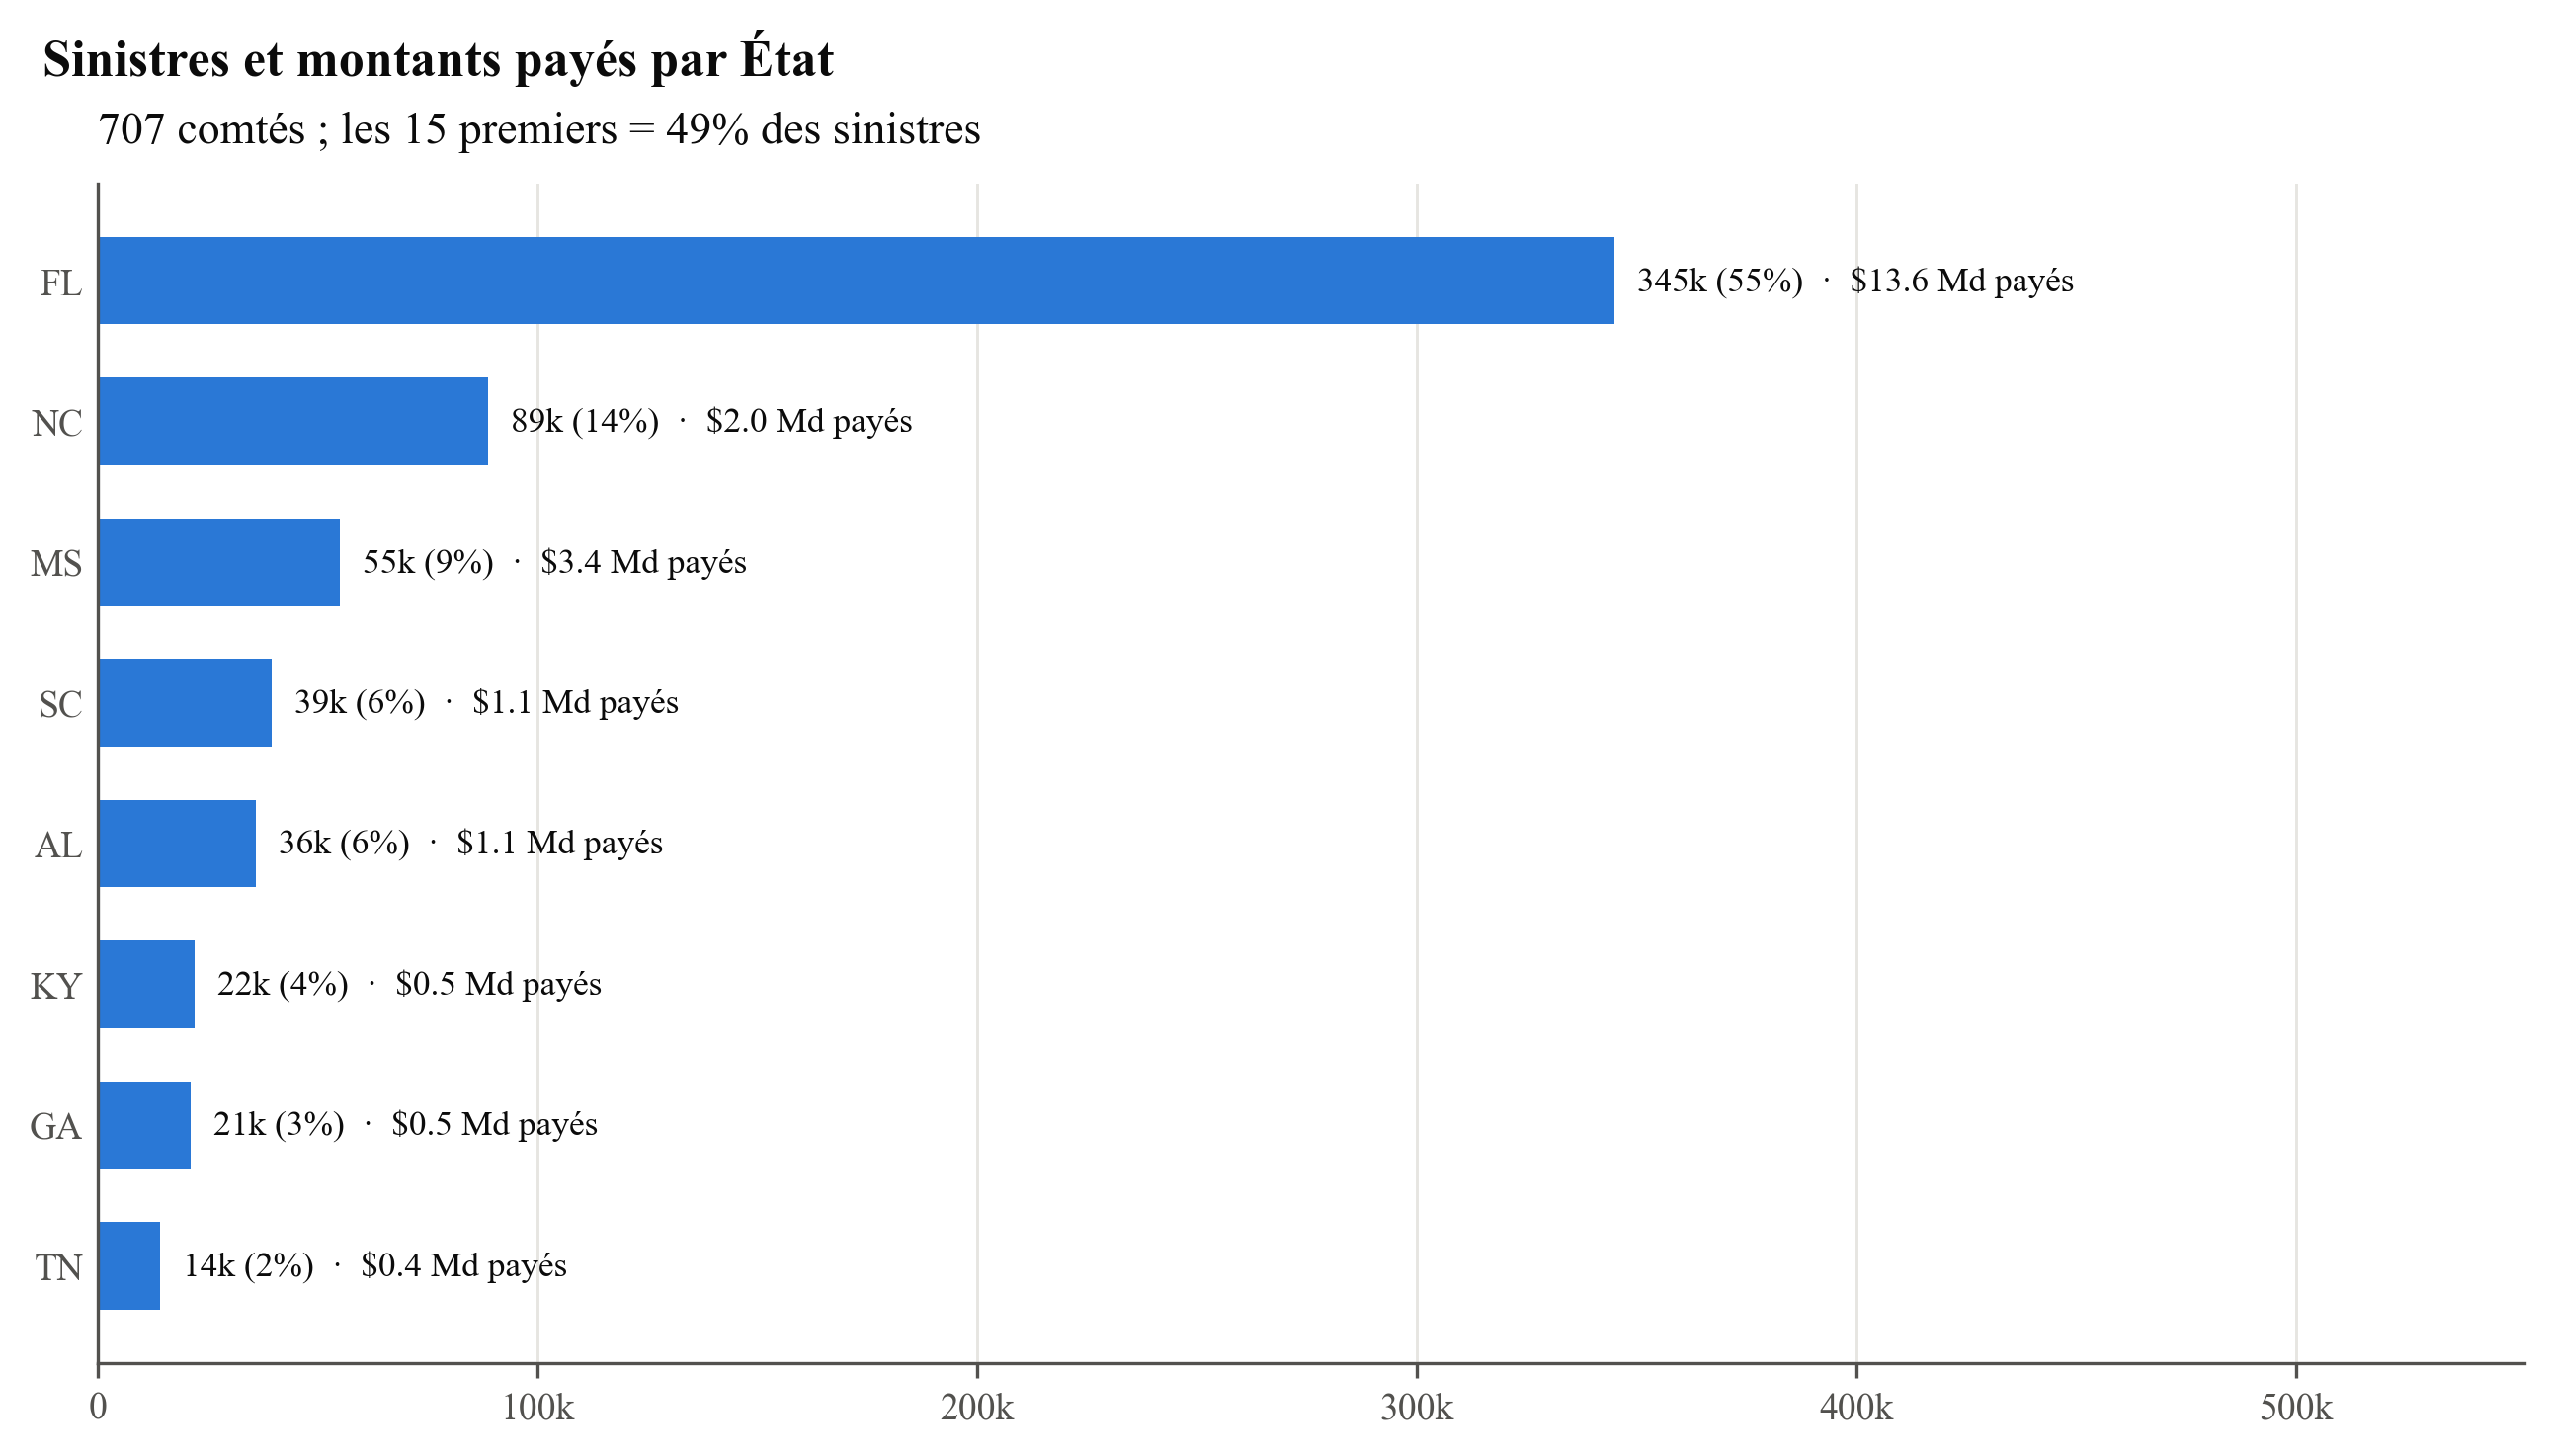 Sinistres et montants payés par État
707 comtés ; les 15 premiers = 49% des sinistres
FL 345k (55%) · $13.6 Md payés
NC 89k (14%) · $2.0 Md payés
MS 55k (9%) · $3.4 Md payés
SC 39k (6%) · $1.1 Md payés
AL 36k (6%) · $1.1 Md payés
KY 22k (4%) · $0.5 Md payés
GA 21k (3%) · $0.5 Md payés
TN 14k (2%) · $0.4 Md payés
0 100k 200k 300k 400k 500k